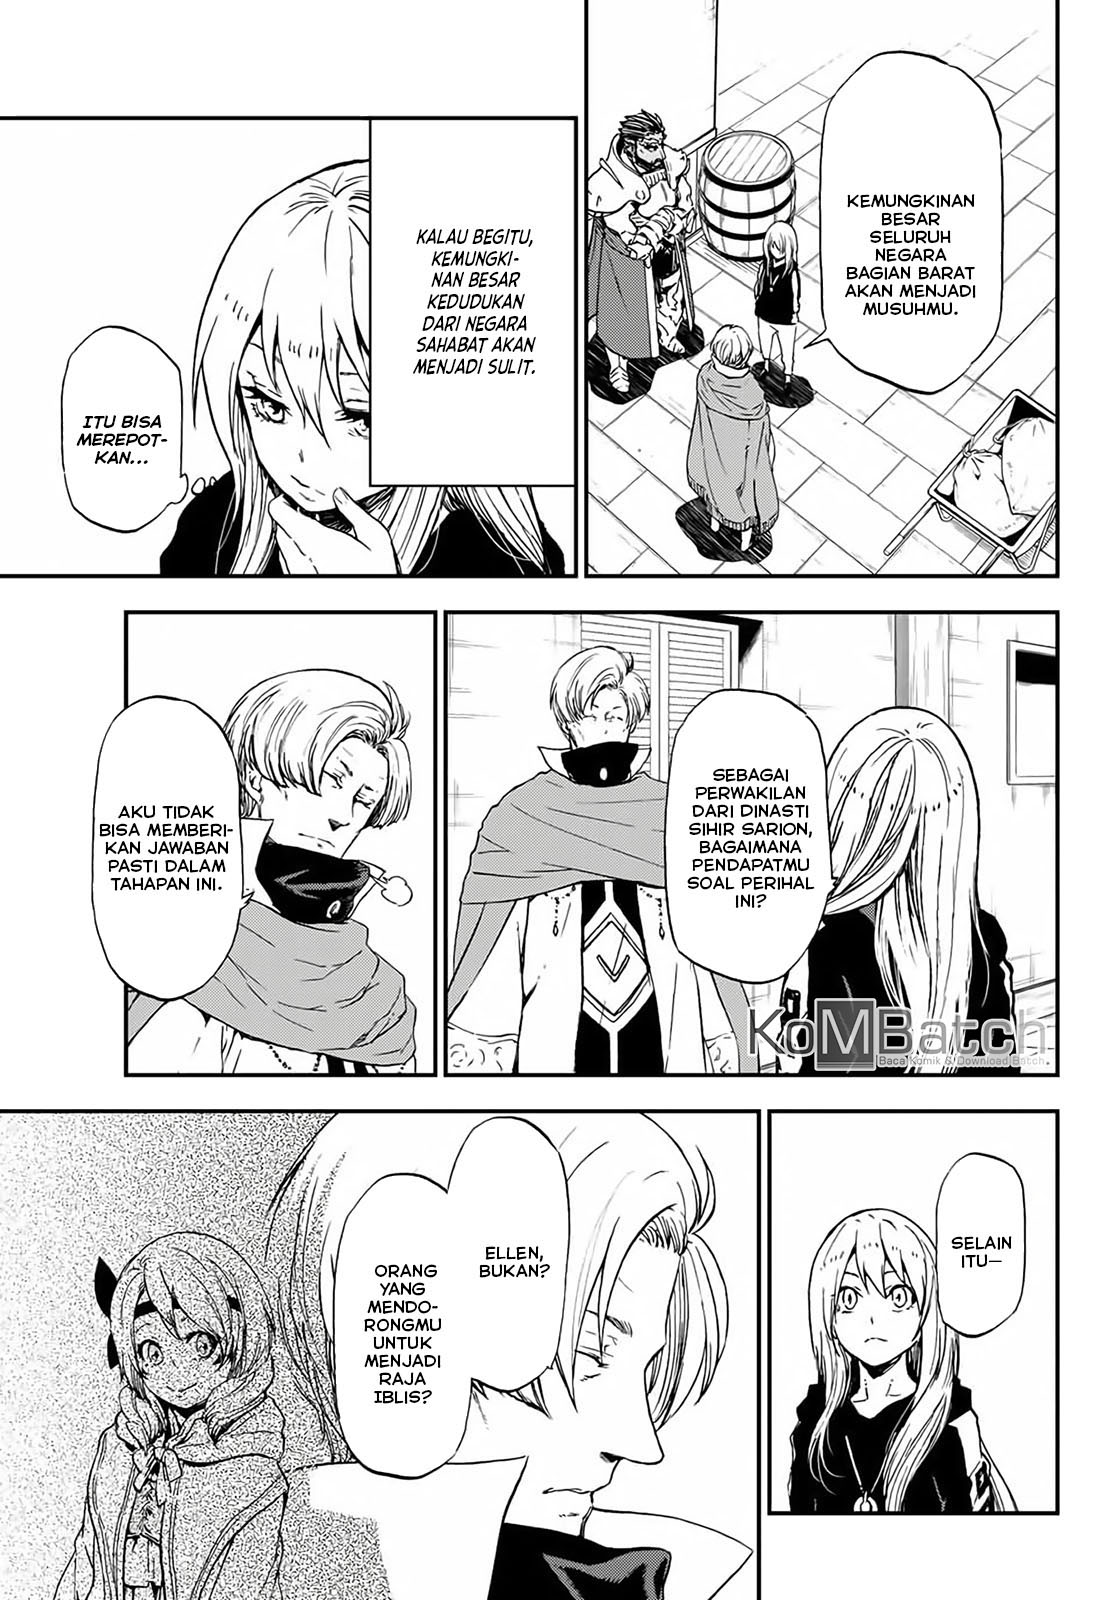 KEMUNGKINAN
BESAR
SELURUH
NEGARA
BAGIAN BARAT
AKAN MENJADI
MUSUHMU.
KALAU BEGITU,
KEMUNGKI-
NAN BESAR
KEDUDUKAN
DARI NEGARA
SAHABAT AKAN
MENJADI SULIT.
ITU BISA
MEREPOT-
KAN...
SEBAGAI
PERWAKILAN
DARI DINASTI
SIHIR SARION,
BAGAIMANA
PENDAPATMU
SOAL PERIHAL
INI?
AKU TIDAK
BISA MEMBERI-
KAN JAWABAN
PASTI DALAM
TAHAPAN INI.
KoMBatch
Baca Komik & Download Batch
SELAIN
ITU—
ELLEN,
BUKAN?
ORANG
YANG
MENDO-
RONGMU
UNTUK
MENJADI
RAJA
IBLIS?